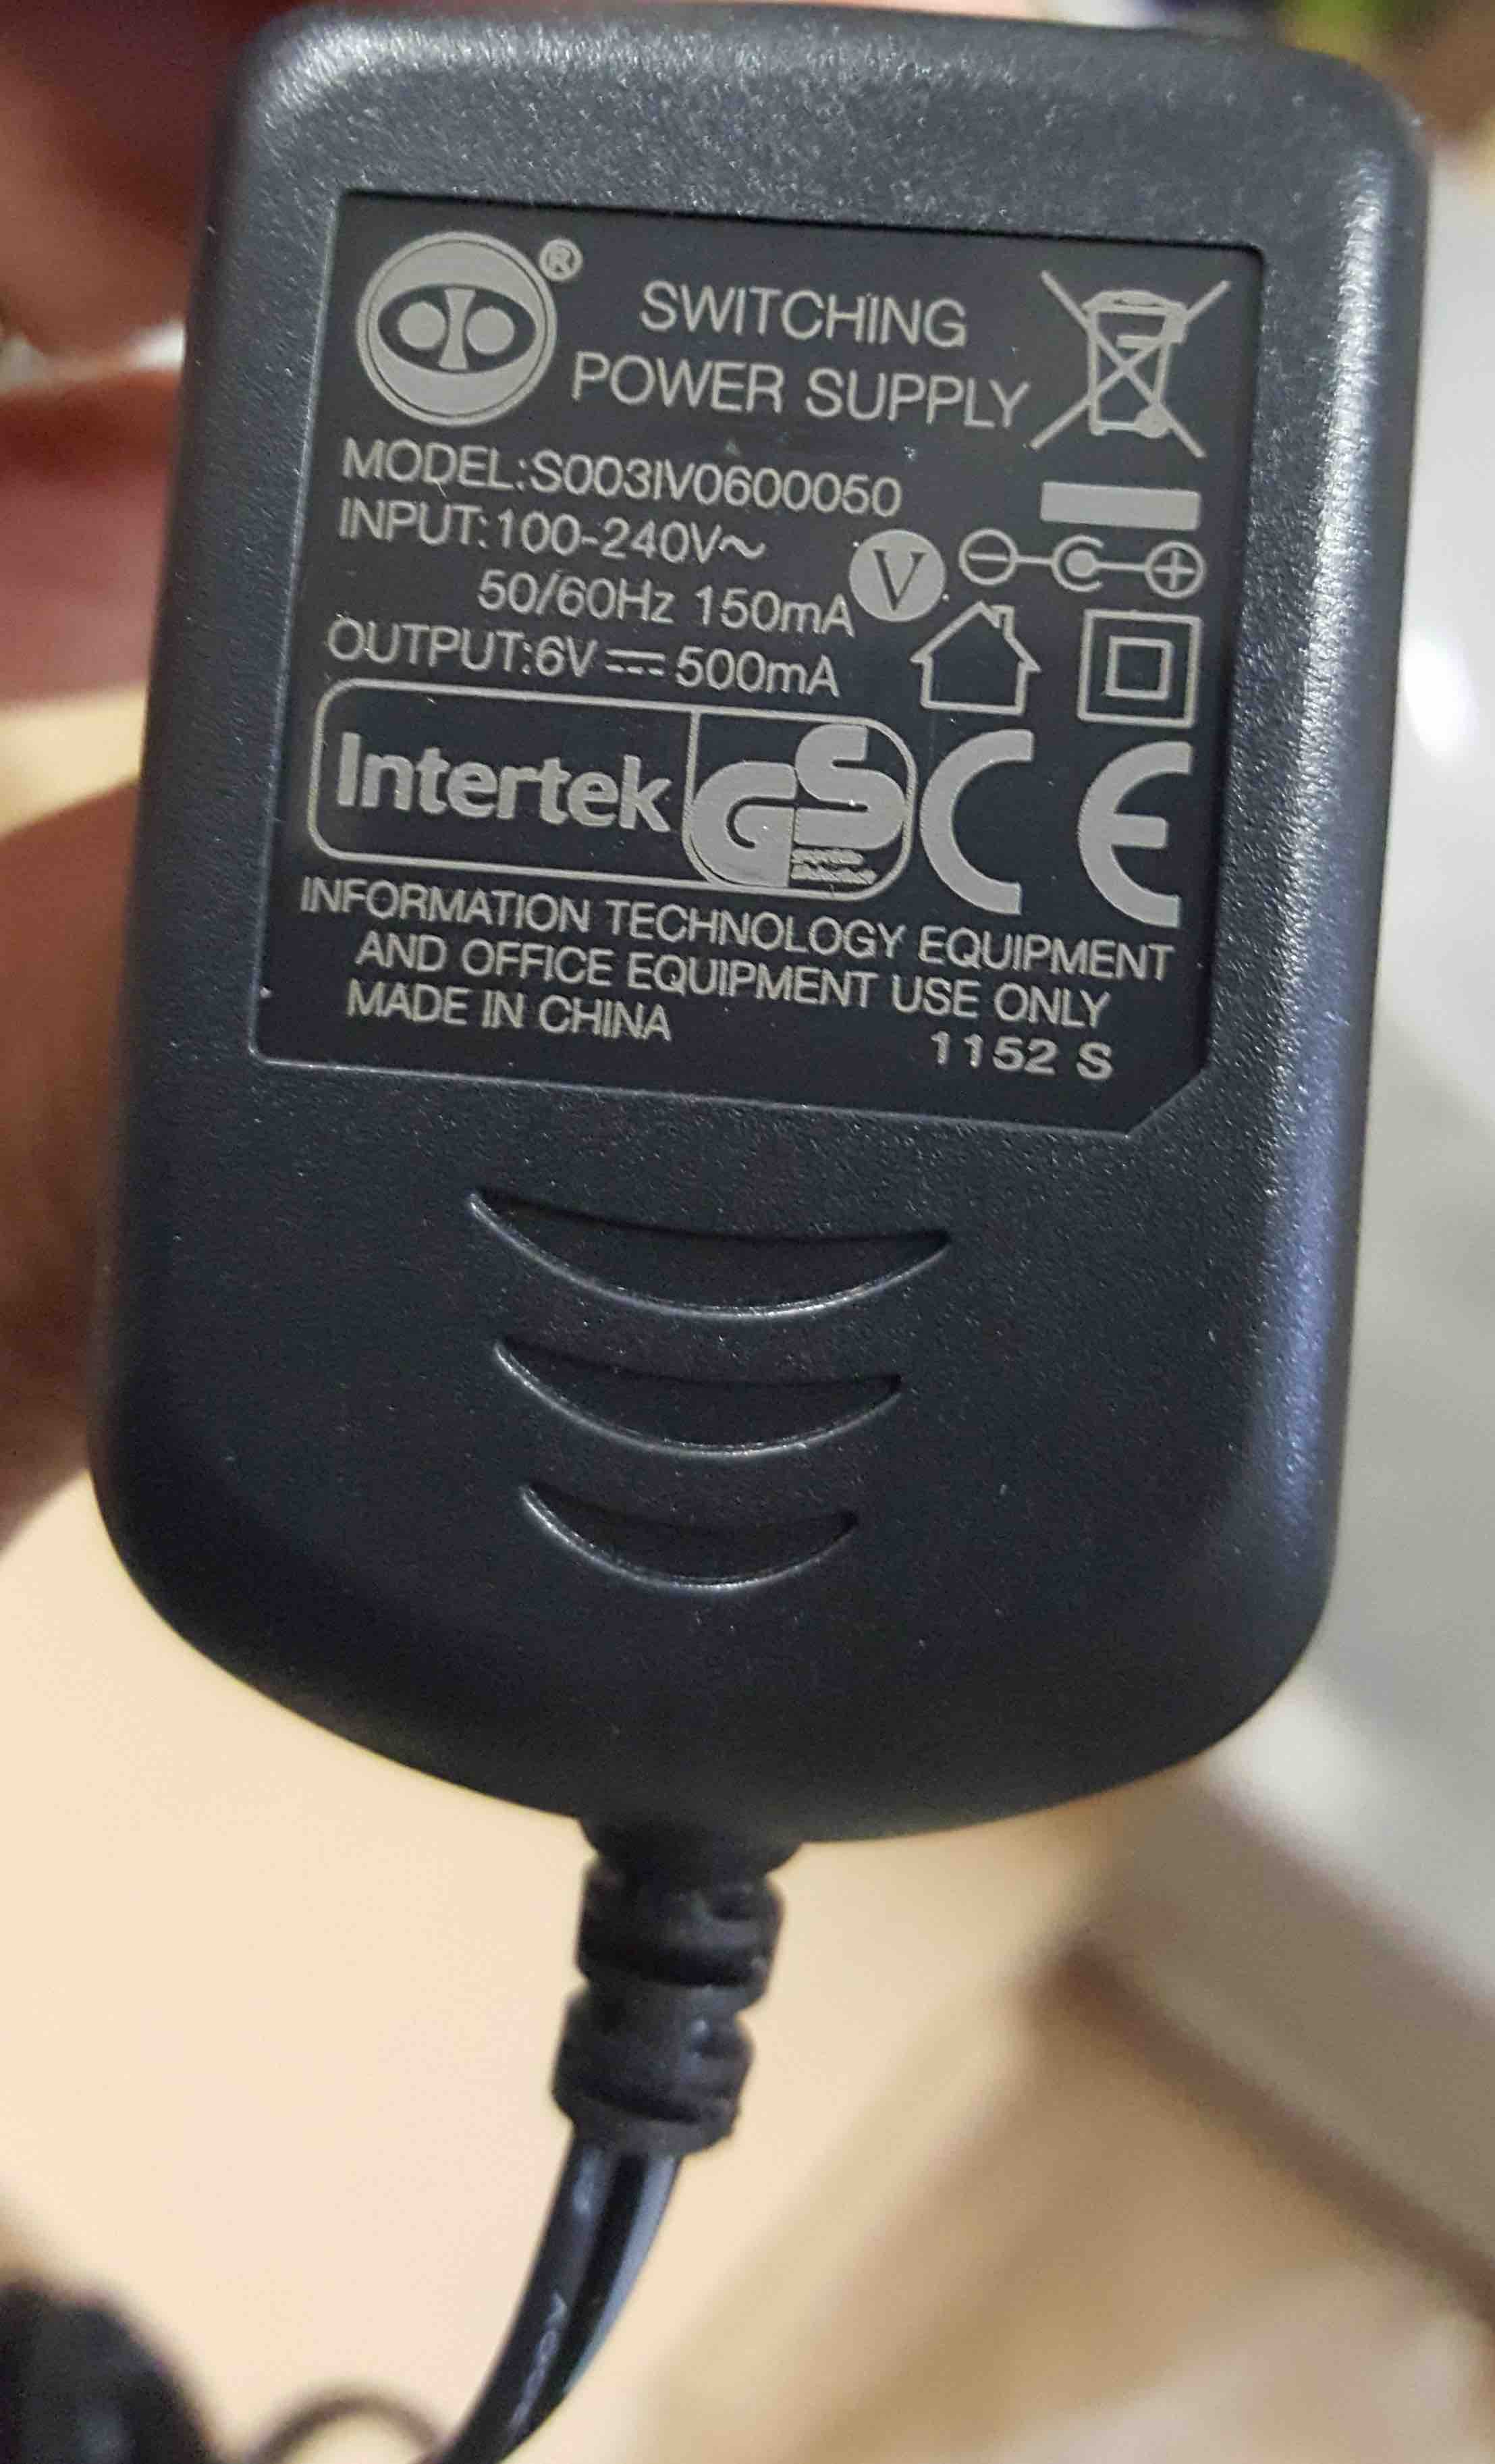 ®
SWITCHING
POWER SUPPLY
MODEL:S003IV0600050
INPUT:100-240V~
50/60Hz 150mA
V
OUTPUT:6V⎓500mA
Intertek GS CE
INFORMATION TECHNOLOGY EQUIPMENT
AND OFFICE EQUIPMENT USE ONLY
MADE IN CHINA
1152 S